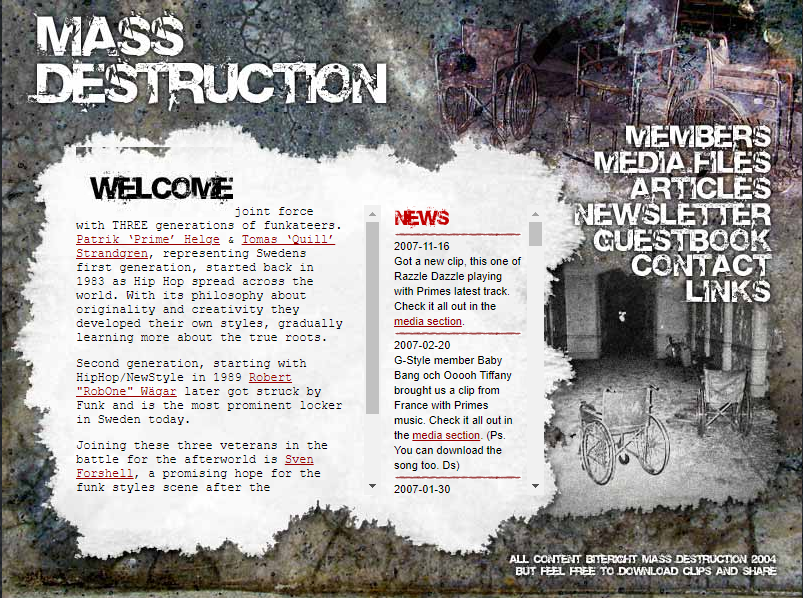 MASS
DESTRUCTION
MEMBERS
MEDIA FILES
ARTICLES
NEWSLETTER
GUESTBOOK
CONTACT
LINKS
WELCOME
joint force
with THREE generations of funkateers.
Patrik ‘Prime’ Helge & Tomas ‘Quill’
Strandgren, representing Swedens
first generation, started back in
1983 as Hip Hop spread across the
world. With its philosophy about
originality and creativity they
developed their own styles, gradually
learning more about the true roots.
Second generation, starting with
HipHop/NewStyle in 1989 Robert
"RobOne" Wägar later got struck by
Funk and is the most prominent locker
in Sweden today.
Joining these three veterans in the
battle for the afterworld is Sven
Forshell, a promising hope for the
funk styles scene after the
NEWS
2007-11-16
Got a new clip, this one of
Razzle Dazzle playing
with Primes latest track.
Check it all out in the
media section.
2007-02-20
G-Style member Baby
Bang och Ooooh Tiffany
brought us a clip from
France with Primes
music. Check it all out in
the media section. (Ps.
You can download the
song too. Ds)
2007-01-30
ALL CONTENT BITERIGHT MASS DESTRUCTION 2004
BUT FEEL FREE TO DOWNLOAD CLIPS AND SHARE